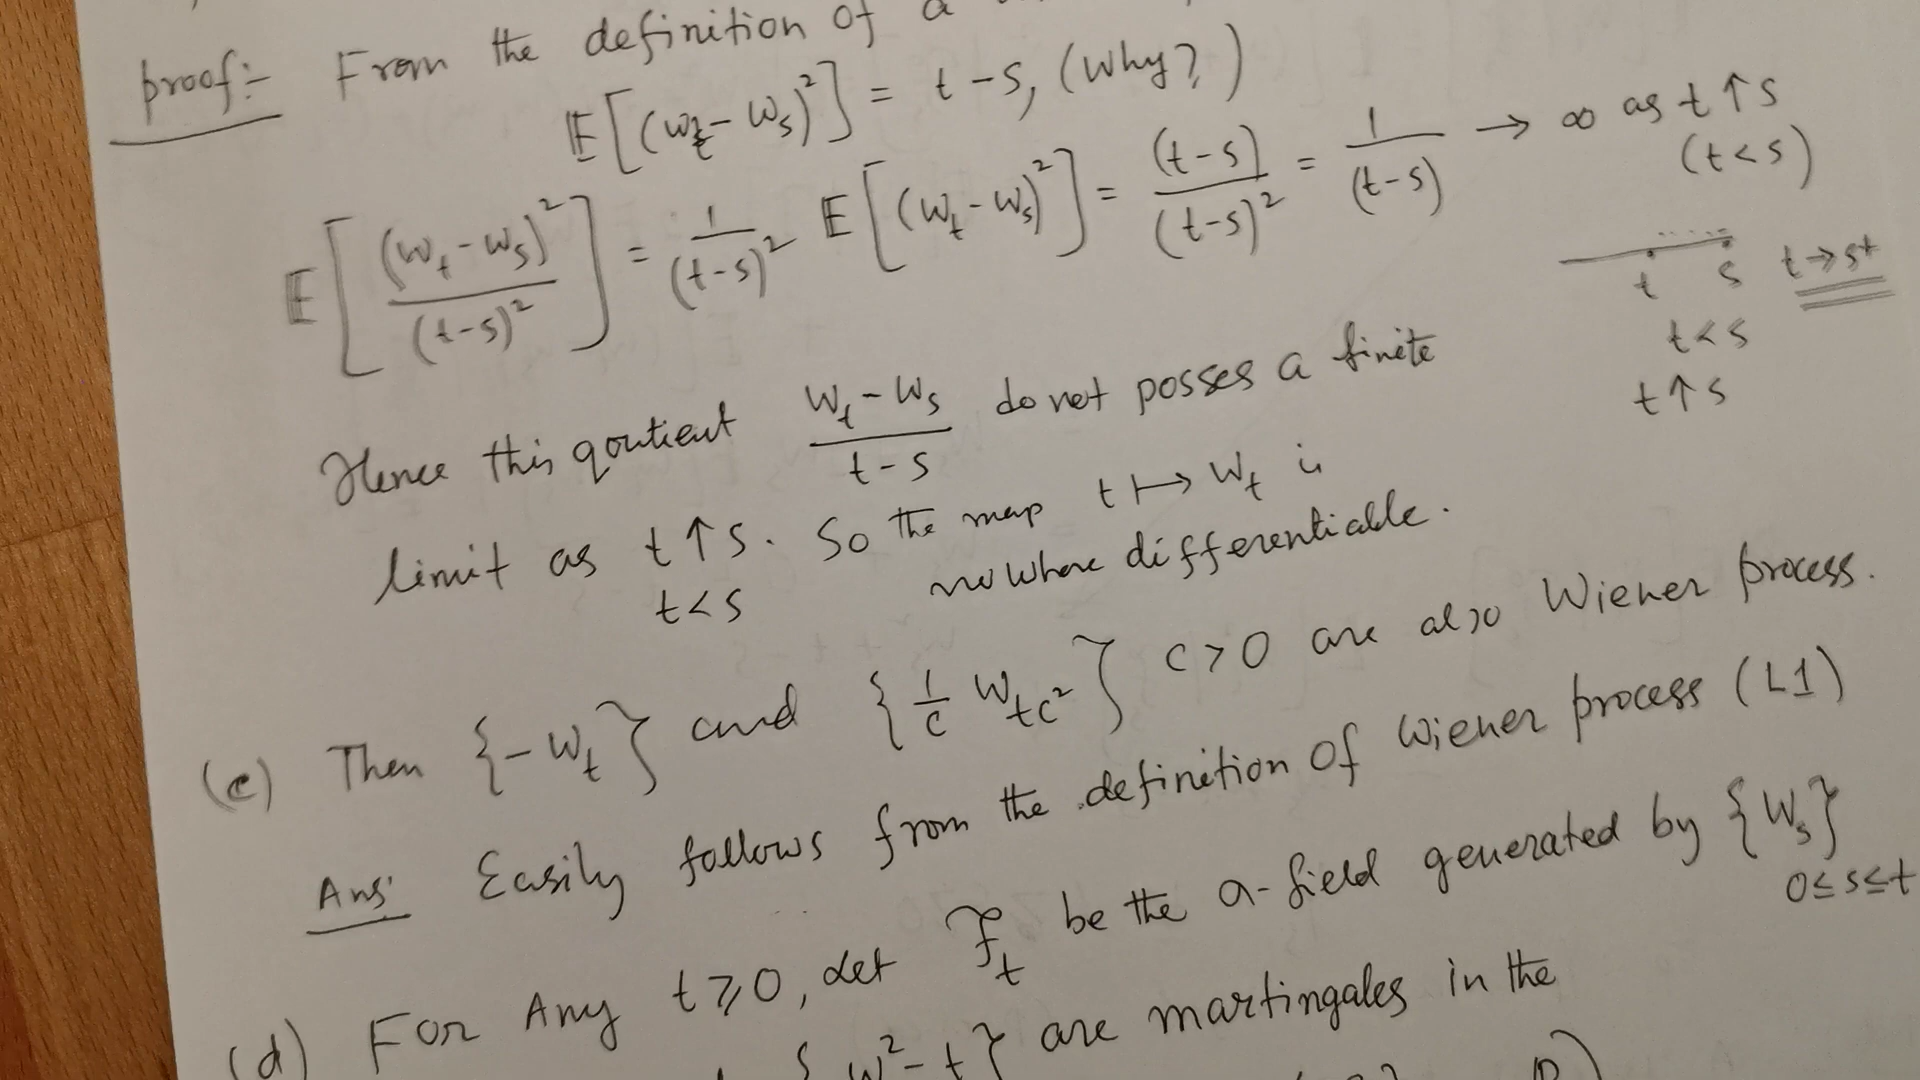 proof:- From the definition of a
E[(W_t - W_s)^2] = t - s, (Why?)
E[(W_t - W_s)^2 / (t-s)^2] = 1/(t-s)^2 E[(W_t - W_s)^2] = (t-s)/(t-s)^2 = 1/(t-s) → ∞ as t ↑ s
(t < s)
t s t → s+
t < s
t ↑ s
Hence this qoutient (W_t - W_s)/(t - s) do not posses a finite
limit as t ↑ s. So the map t ↦ W_t is
t < s nowhere differentiable.
(c) Then {-W_t} and {1/c W_{tc^2}} c > 0 are also Wiener process.
Ans: Easily follows from the definition of Wiener process (L1)
(d) For Any t ≥ 0, let F_t be the σ-field generated by {W_s}
0 ≤ s ≤ t
W^2 - t} are martingales in the